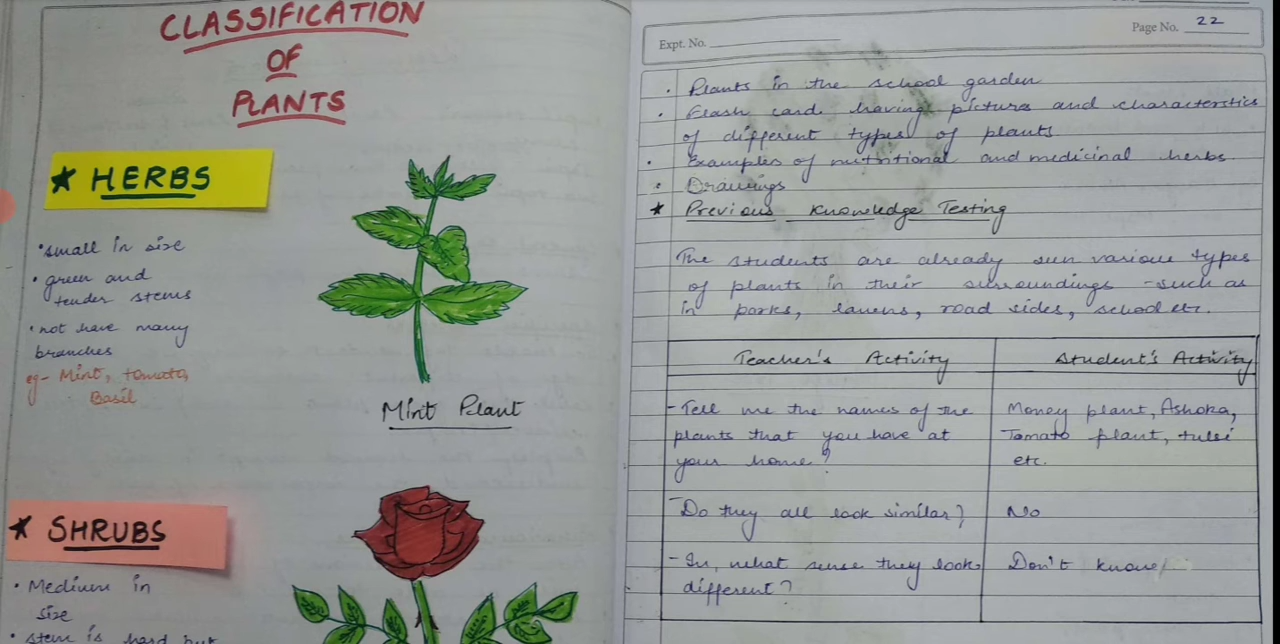 CLASSIFICATION
OF
PLANTS
★ HERBS
• small in size
• green and
tender stems
• not have many
branches
eg- Mint, tomato,
Basil
Mint Plant
★ SHRUBS
• Medium in
size
• stem is hard but
Expt. No.
Page No. 22
• Plants in the school garden
• Flash card having picture and characterstics
of different types of plants
• Examples of nutritional and medicinal herbs
• Drawings
★ Previous Knowledge Testing
The students are already seen various types
of plants in their surroundings such as
in parks, lawns, road sides, school etc.
Teacher's Activity
Student's Activity
- Tell me the names of the
plants that you have at
your home?
Money plant, Ashoka,
Tomato plant, tulsi
etc.
- Do they all look similar?
No
- In what sense they look
different?
Don't know